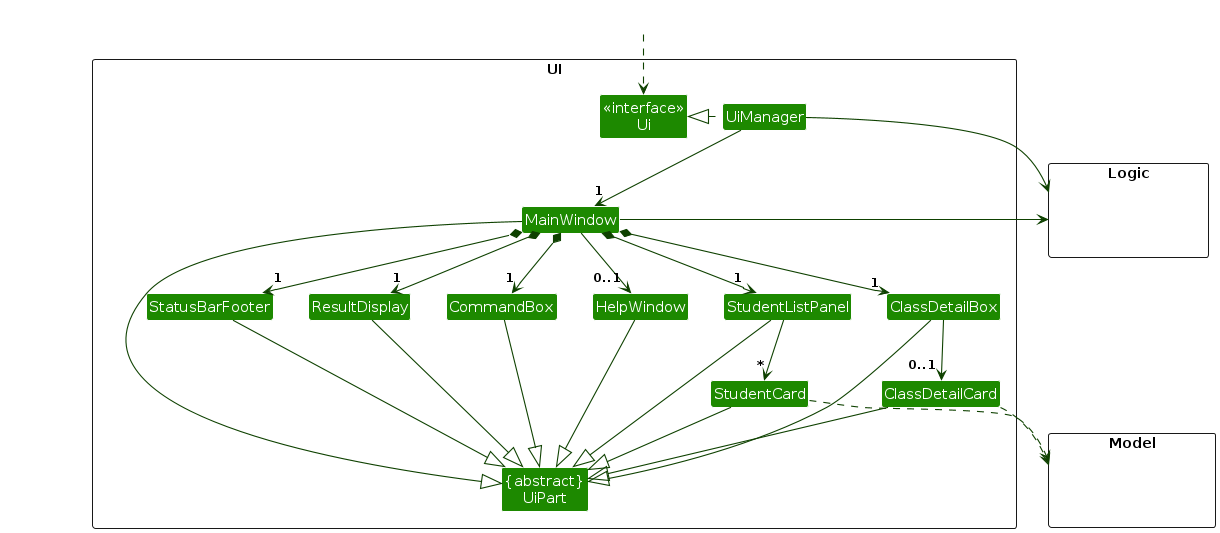 UI
«interface»
Ui
UiManager
Logic
1
MainWindow
1
1
1
0..1
1
1
StatusBarFooter
ResultDisplay
CommandBox
HelpWindow
StudentListPanel
ClassDetailBox
*
0..1
StudentCard
ClassDetailCard
Model
{abstract}
UiPart